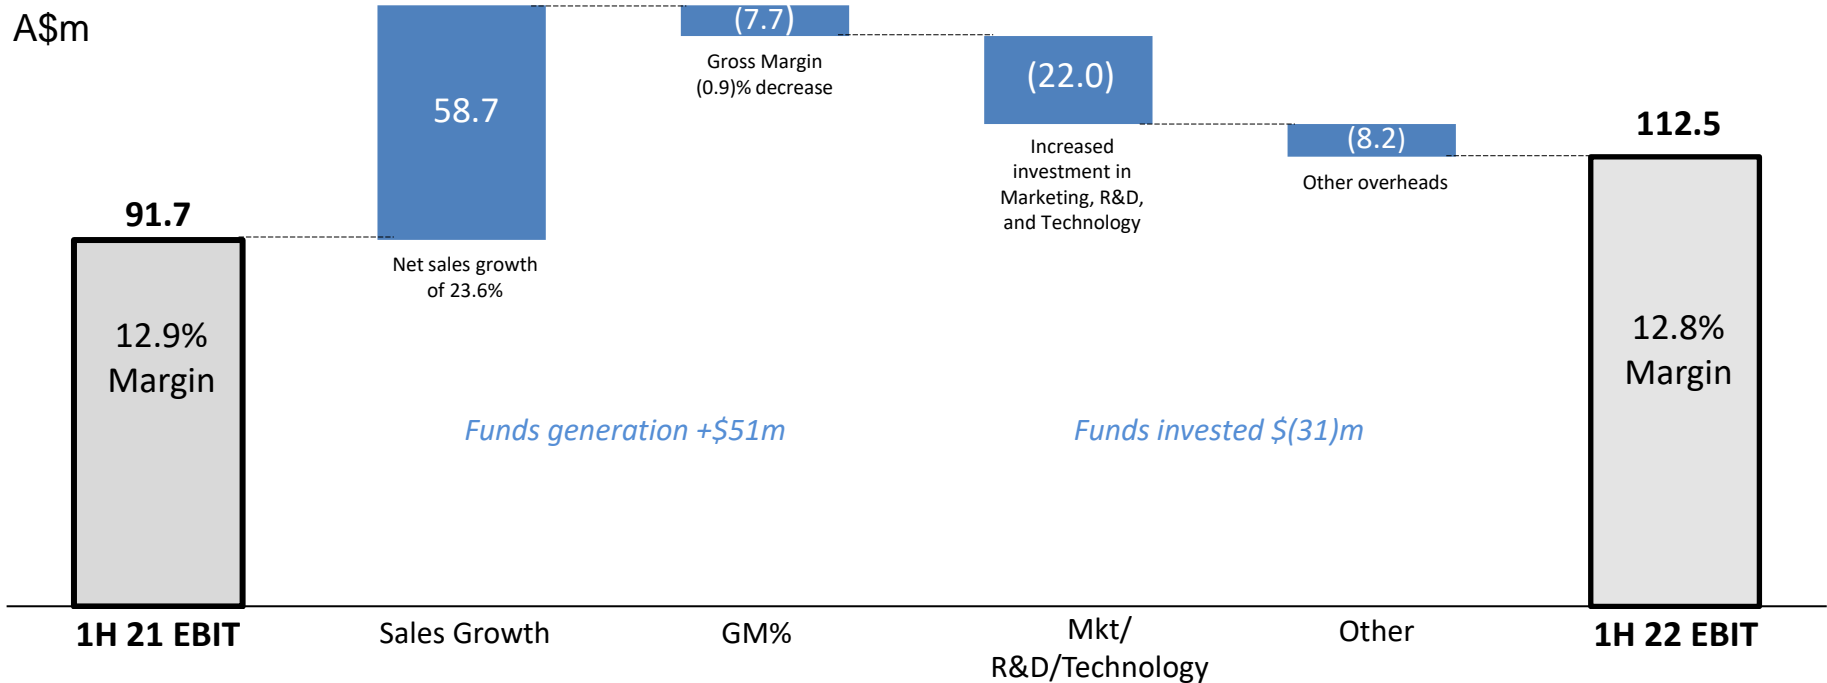 A$m
91.7
12.9%
Margin
58.7
Net sales growth
of 23.6%
(7.7)
Gross Margin
(0.9)% decrease
(22.0)
Increased
investment in
Marketing, R&D,
and Technology
(8.2)
Other overheads
112.5
12.8%
Margin
Funds generation +$51m
Funds invested $(31)m
1H 21 EBIT
Sales Growth
GM%
Mkt/
R&D/Technology
Other
1H 22 EBIT